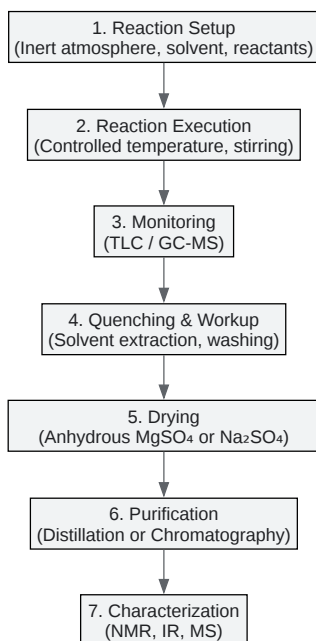 1. Reaction Setup
(Inert atmosphere, solvent, reactants)
2. Reaction Execution
(Controlled temperature, stirring)
3. Monitoring
(TLC / GC-MS)
4. Quenching & Workup
(Solvent extraction, washing)
5. Drying
(Anhydrous MgSO₄ or Na₂SO₄)
6. Purification
(Distillation or Chromatography)
7. Characterization
(NMR, IR, MS)